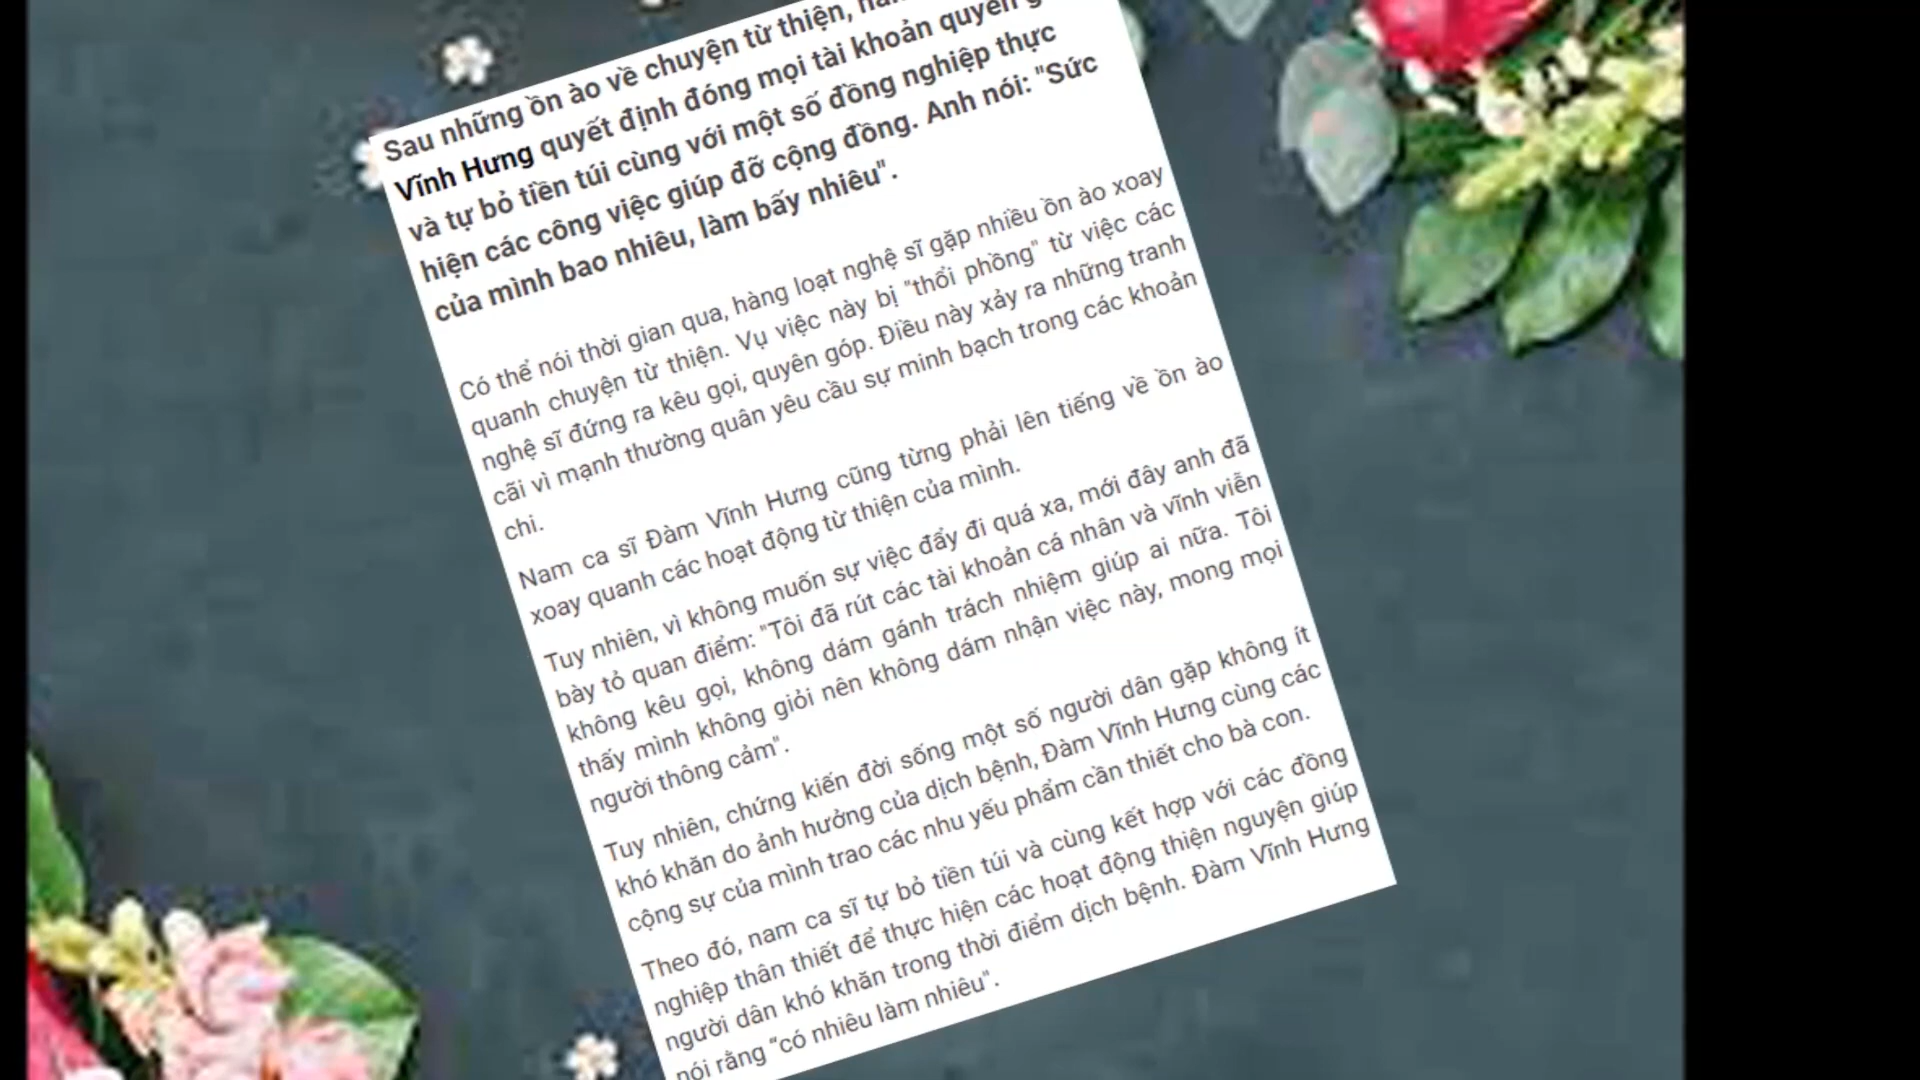 Sau những ồn ào về chuyện từ thiện,
Vĩnh Hưng quyết định đóng mọi tài khoản quyên
và tự bỏ tiền túi cùng với một số đồng nghiệp thực
hiện các công việc giúp đỡ cộng đồng. Anh nói: "Sức
của mình bao nhiêu, làm bấy nhiêu".
Có thể nói thời gian qua, hàng loạt nghệ sĩ gặp nhiều ồn ào xoay
quanh chuyện từ thiện. Vụ việc này bị "thổi phồng" từ việc các
nghệ sĩ đứng ra kêu gọi, quyên góp. Điều này xảy ra những tranh
cãi vì mạnh thường quân yêu cầu sự minh bạch trong các khoản
chi.
Nam ca sĩ Đàm Vĩnh Hưng cũng từng phải lên tiếng về ồn ào
xoay quanh các hoạt động từ thiện của mình.
Tuy nhiên, vì không muốn sự việc đẩy đi quá xa, mới đây anh đã
bày tỏ quan điểm: "Tôi đã rút các tài khoản cá nhân và vĩnh viễn
không kêu gọi, không dám gánh trách nhiệm giúp ai nữa. Tôi
thấy mình không giỏi nên không dám nhận việc này, mong mọi
người thông cảm".
Tuy nhiên, chứng kiến đời sống một số người dân gặp không ít
khó khăn do ảnh hưởng của dịch bệnh, Đàm Vĩnh Hưng cùng các
cộng sự của mình trao các nhu yếu phẩm cần thiết cho bà con.
Theo đó, nam ca sĩ tự bỏ tiền túi và cùng kết hợp với các đồng
nghiệp thân thiết để thực hiện các hoạt động thiện nguyện giúp
người dân khó khăn trong thời điểm dịch bệnh. Đàm Vĩnh Hưng
nói rằng “có nhiêu làm nhiêu".